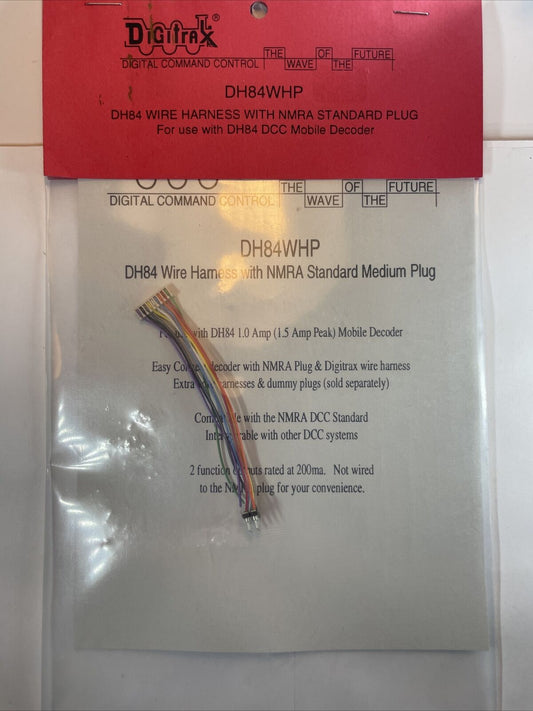 DIGITRAX®
DIGITAL COMMAND CONTROL
THE OF FUTURE
WAVE THE
DH84WHP
DH84 WIRE HARNESS WITH NMRA STANDARD PLUG
For use with DH84 DCC Mobile Decoder
DIGITAL COMMAND CONTROL
THE OF FUTURE
WAVE THE
DH84WHP
DH84 Wire Harness with NMRA Standard Medium Plug
with DH84 1.0 Amp (1.5 Amp Peak) Mobile Decoder
Easy decoder with NMRA Plug & Digitrax wire harness
Extra harnesses & dummy plugs (sold separately)
with the NMRA DCC Standard
with other DCC systems
2 function rated at 200ma. Not wired
to the plug for your convenience.